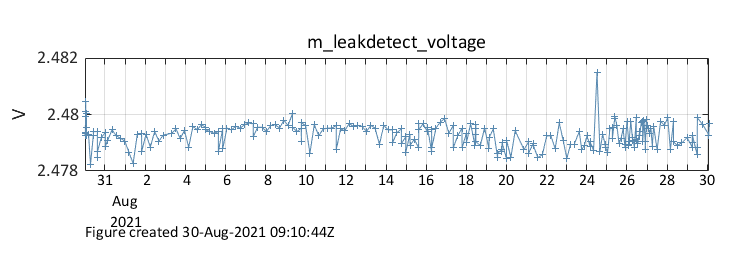 m_leakdetect_voltage
2.482
2.48
2.478
V
31 2 4 6 8 10 12 14 16 18 20 22 24 26 28 30
Aug
2021
Figure created 30-Aug-2021 09:10:44Z